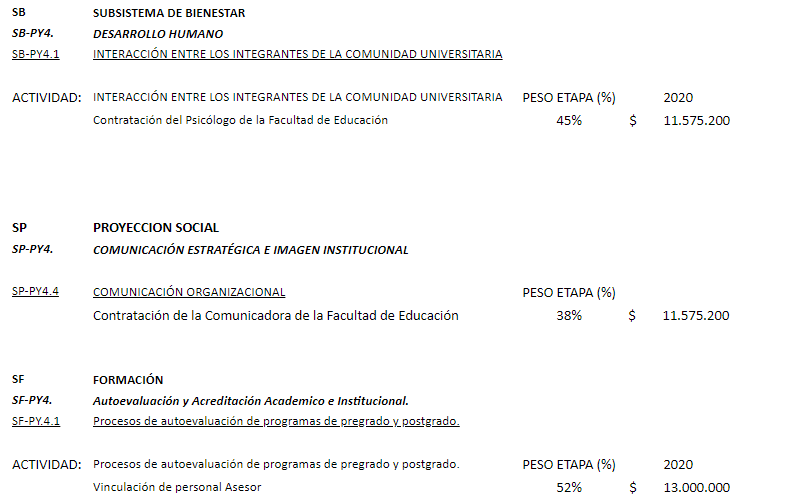 SB SUBSISTEMA DE BIENESTAR
SB-PY4. DESARROLLO HUMANO
SB-PY4.1 INTERACCIÓN ENTRE LOS INTEGRANTES DE LA COMUNIDAD UNIVERSITARIA
ACTIVIDAD: INTERACCIÓN ENTRE LOS INTEGRANTES DE LA COMUNIDAD UNIVERSITARIA PESO ETAPA (%) 2020
Contratación del Psicólogo de la Facultad de Educación 45% $ 11.575.200
SP PROYECCION SOCIAL
SP-PY4. COMUNICACIÓN ESTRATÉGICA E IMAGEN INSTITUCIONAL
SP-PY4.4 COMUNICACIÓN ORGANIZACIONAL PESO ETAPA (%)
Contratación de la Comunicadora de la Facultad de Educación 38% $ 11.575.200
SF FORMACIÓN
SF-PY4. Autoevaluación y Acreditación Academico e Institucional.
SF-PY.4.1 Procesos de autoevaluación de programas de pregrado y postgrado.
ACTIVIDAD: Procesos de autoevaluación de programas de pregrado y postgrado. PESO ETAPA (%) 2020
Vinculación de personal Asesor 52% $ 13.000.000